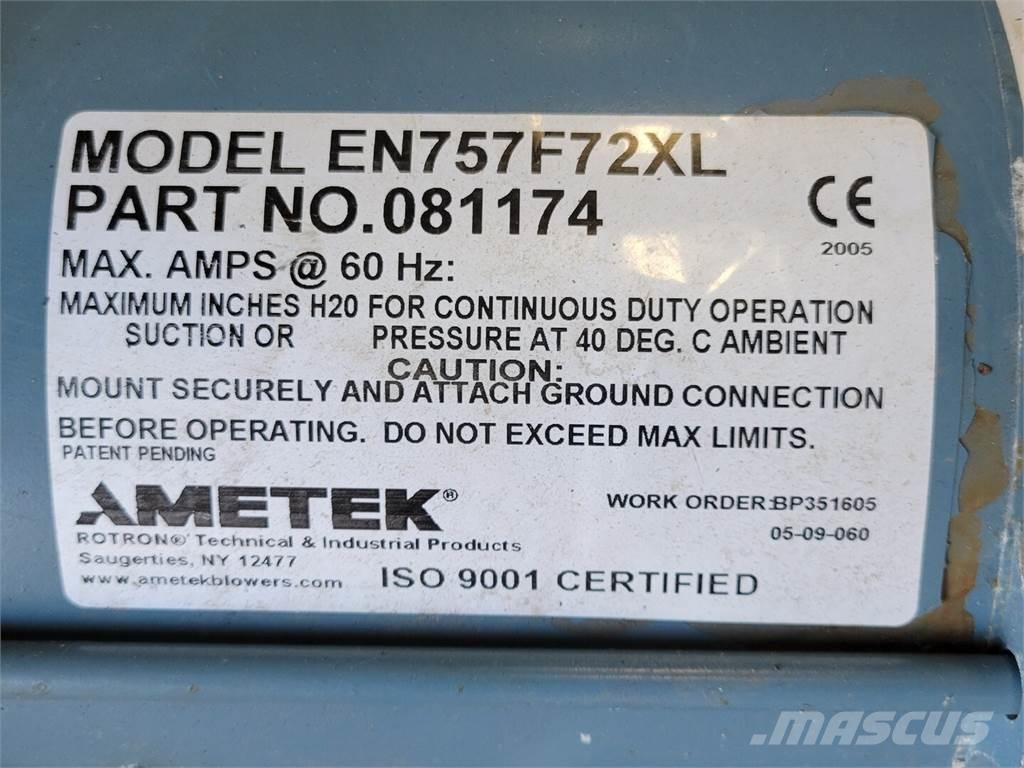 MODEL EN757F72XL
PART NO.081174
CE
2005
MAX. AMPS @ 60 Hz:
MAXIMUM INCHES H20 FOR CONTINUOUS DUTY OPERATION
SUCTION OR PRESSURE AT 40 DEG. C AMBIENT
CAUTION:
MOUNT SECURELY AND ATTACH GROUND CONNECTION
BEFORE OPERATING. DO NOT EXCEED MAX LIMITS.
PATENT PENDING
AMETEK®
ROTRON® Technical & Industrial Products
Saugerties, NY 12477
www.ametekblowers.com
WORK ORDER:BP351605
05-09-060
ISO 9001 CERTIFIED
MASCUS